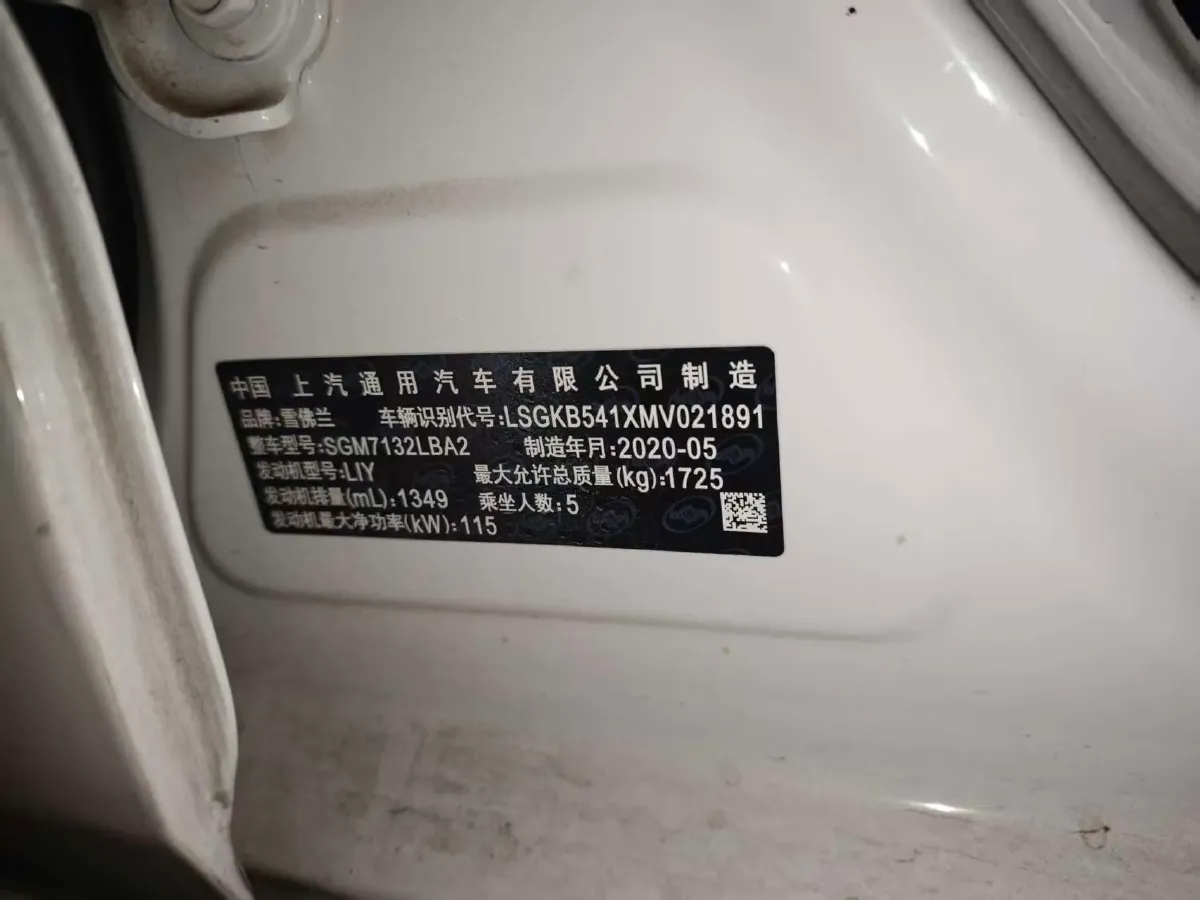 中国 上汽通用汽车有限公司制造
品牌:雪佛兰 车辆识别代号:LSGKB541XMV021891
整车型号:SGM7132LBA2 制造年月:2020-05
发动机型号:LIY 最大允许总质量(kg):1725
发动机排量(mL):1349 乘坐人数:5
发动机最大净功率(kW):115